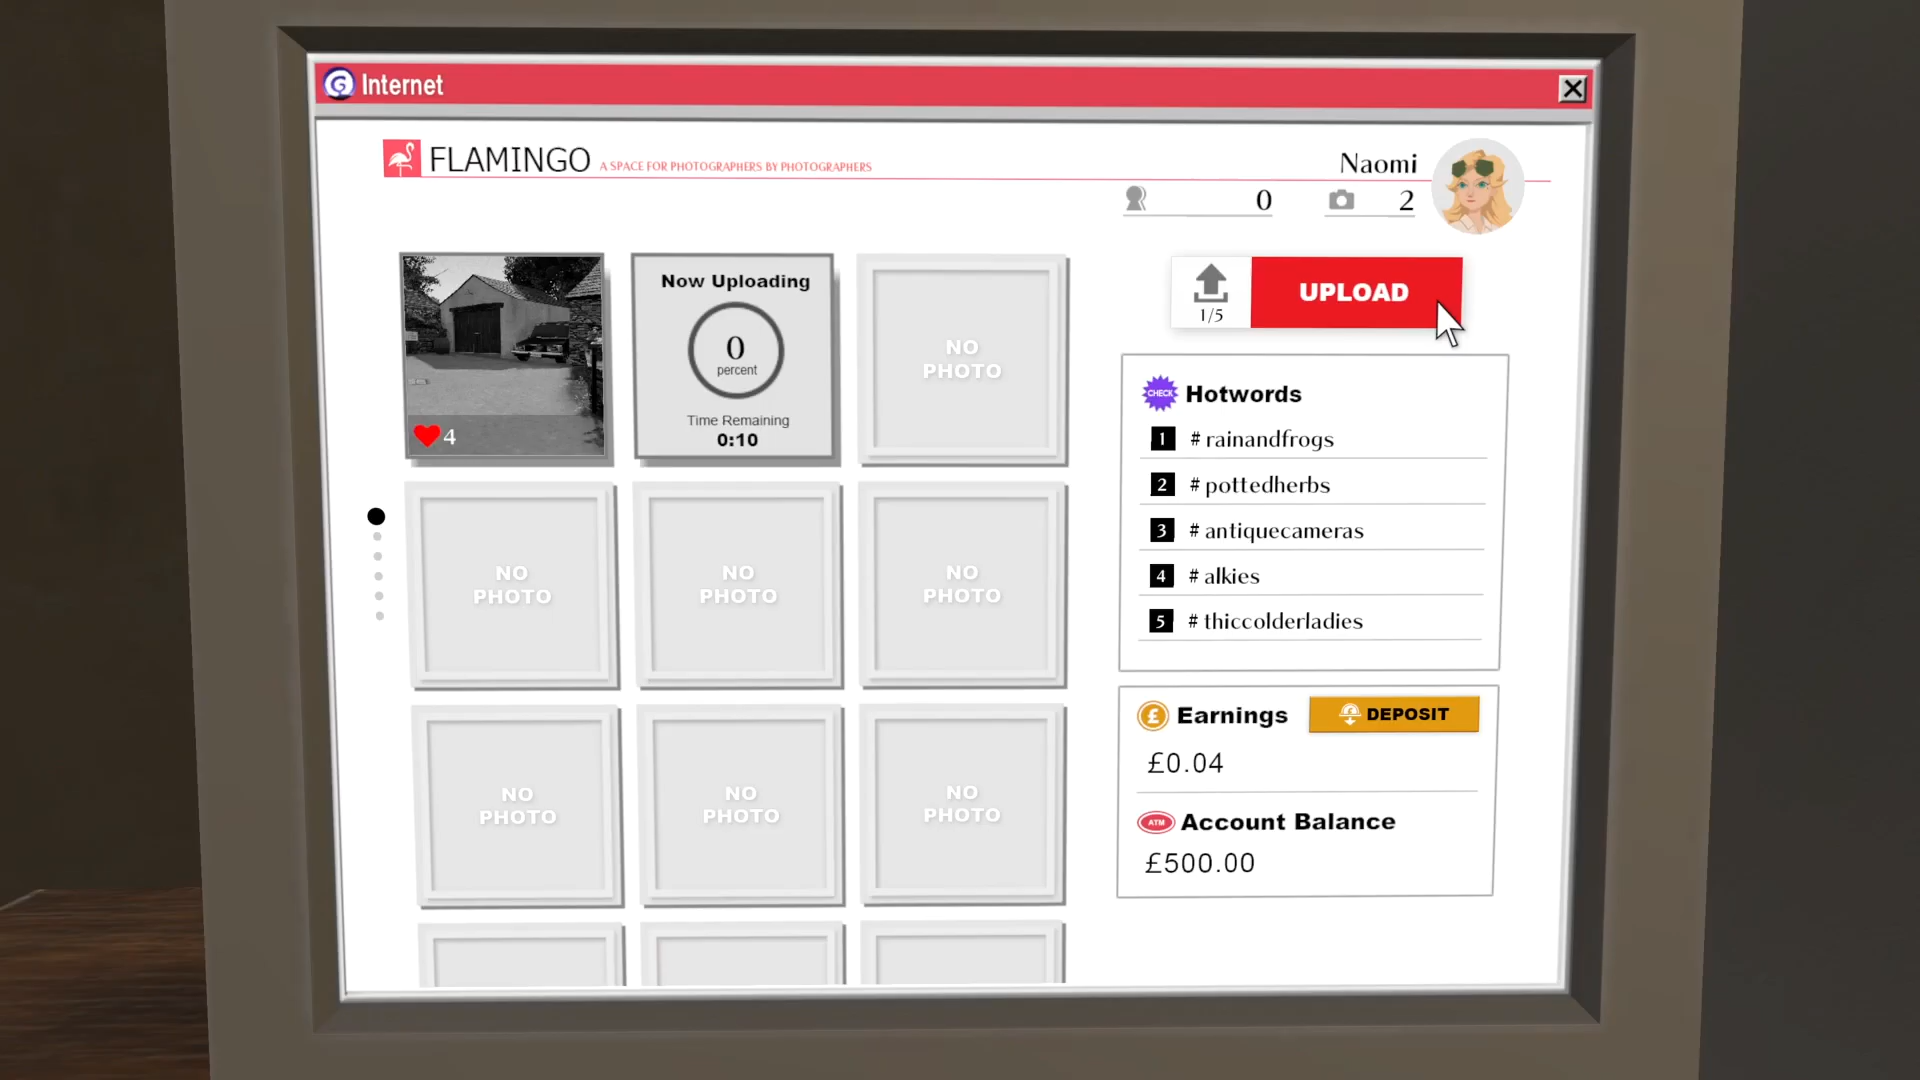 Internet
FLAMINGO A SPACE FOR PHOTOGRAPHERS BY PHOTOGRAPHERS
Naomi
0
2
4
Now Uploading
0
percent
Time Remaining
0:10
NO
PHOTO
1/5
UPLOAD
CHECK Hotwords
1 # rainandfrogs
2 # pottedherbs
3 # antiquecameras
4 # alkies
5 # thiccolderladies
NO
PHOTO
NO
PHOTO
NO
PHOTO
£ Earnings
DEPOSIT
£0.04
ATM Account Balance
£500.00
NO
PHOTO
NO
PHOTO
NO
PHOTO